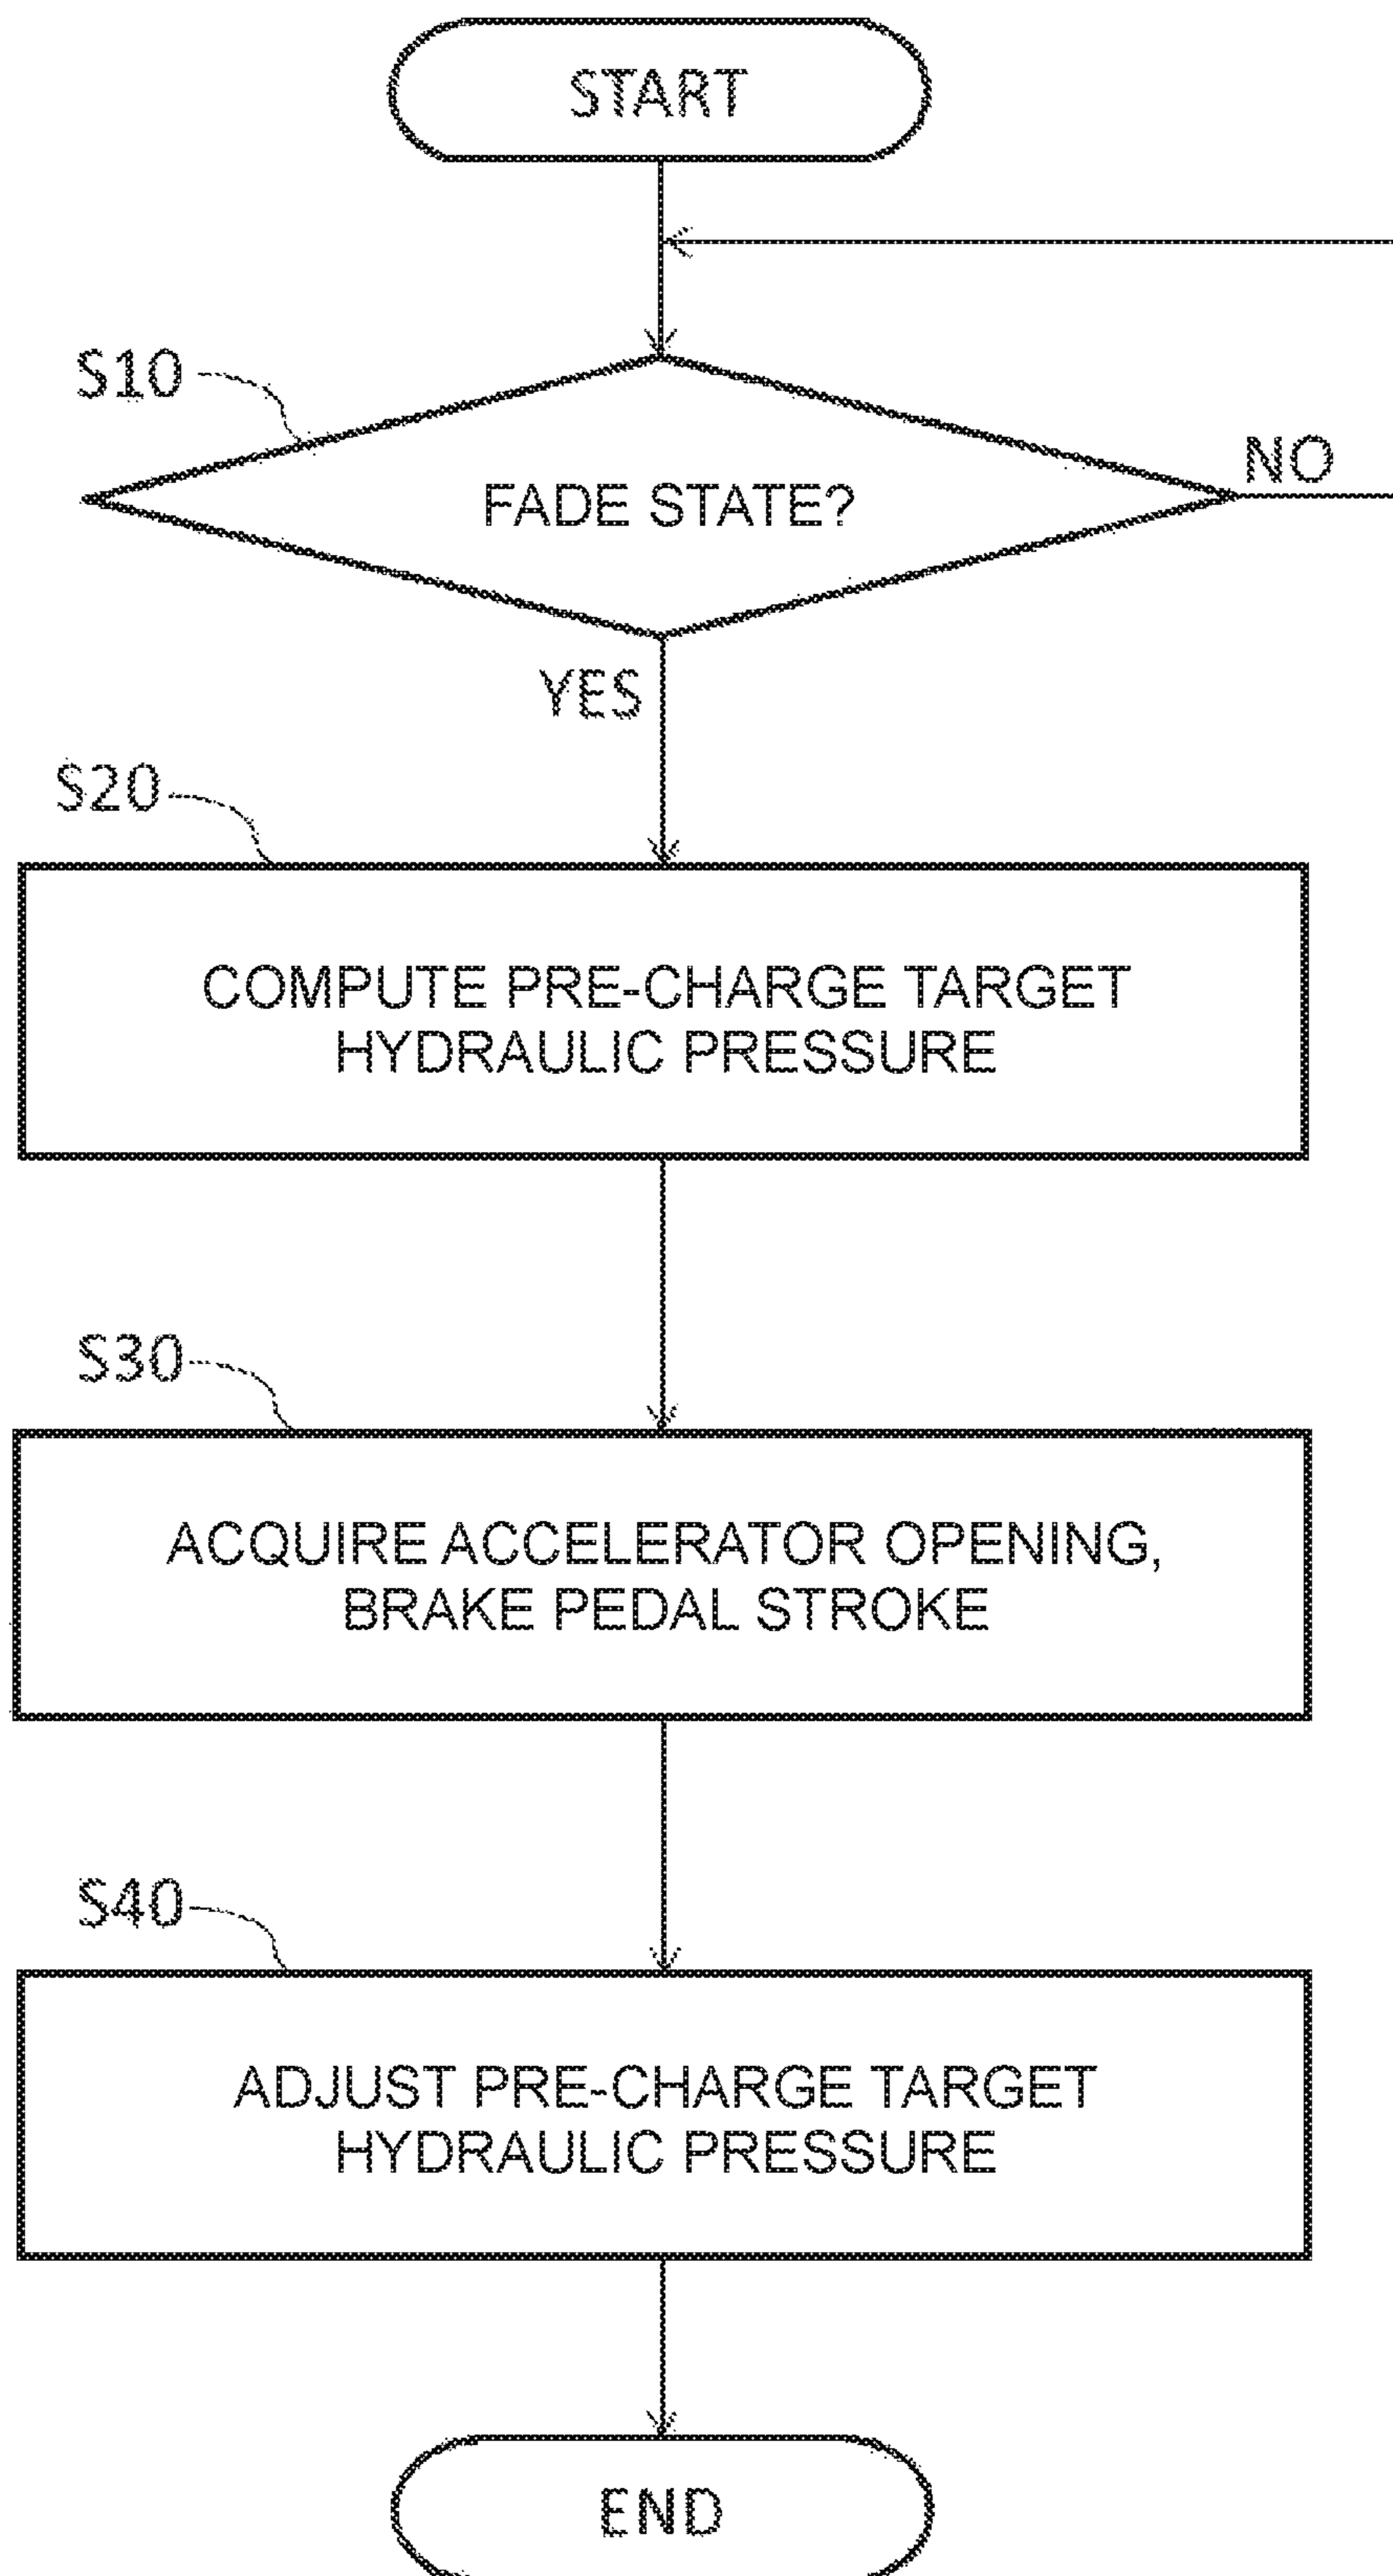 START
S10
FADE STATE?
NO
YES
S20
COMPUTE PRE-CHARGE TARGET
HYDRAULIC PRESSURE
S30
ACQUIRE ACCELERATOR OPENING,
BRAKE PEDAL STROKE
S40
ADJUST PRE-CHARGE TARGET
HYDRAULIC PRESSURE
END